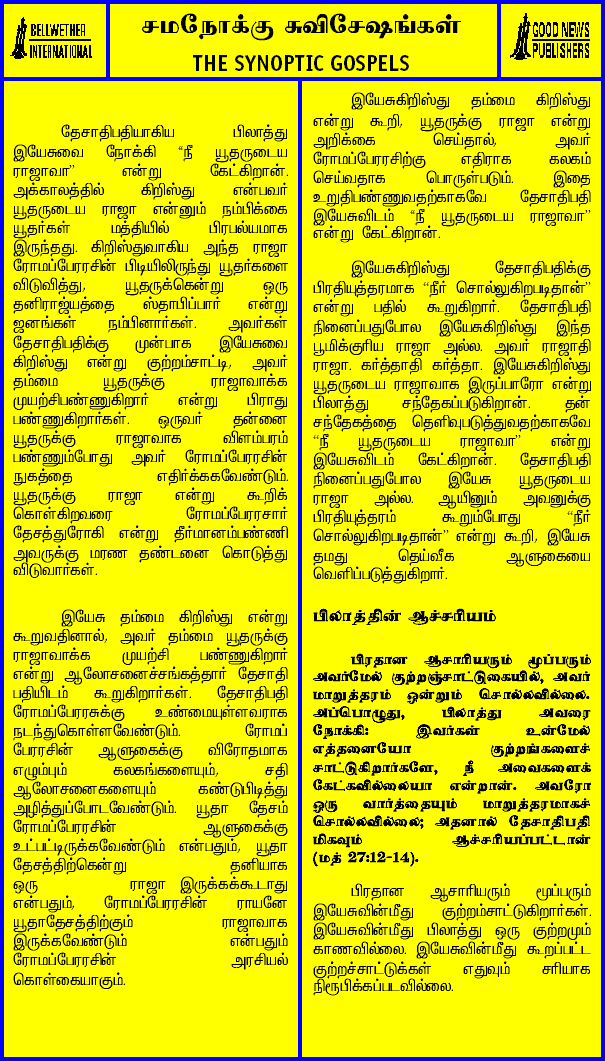 BELLWETHER
INTERNATIONAL
சமநோக்கு சுவிசேஷங்கள்
THE SYNOPTIC GOSPELS
GOOD NEWS
PUBLISHERS
தேசாதிபதியாகிய பிலாத்து
இயேசுவை நோக்கி “நீ யூதருடைய
ராஜாவா” என்று கேட்கிறான்.
அக்காலத்தில் கிறிஸ்து என்பவர்
யூதருடைய ராஜா என்னும் நம்பிக்கை
யூதர்கள் மத்தியில் பிரபல்யமாக
இருந்தது. கிறிஸ்துவாகிய அந்த ராஜா
ரோமப்பேரரசின் பிடியிலிருந்து யூதர்களை
விடுவித்து, யூதருக்கென்று ஒரு
தனிராஜ்யத்தை ஸ்தாபிப்பார் என்று
ஜனங்கள் நம்பினார்கள். அவர்கள்
தேசாதிபதிக்கு முன்பாக இயேசுவை
கிறிஸ்து என்று குற்றம்சாட்டி, அவர்
தம்மை யூதருக்கு ராஜாவாக்க
முயற்சிபண்ணுகிறார் என்று பிராது
பண்ணுகிறார்கள். ஒருவர் தன்னை
யூதருக்கு ராஜாவாக விளம்பரம்
பண்ணும்போது அவர் ரோமப்பேரரசின்
நுகத்தை எதிர்க்ககவேண்டும்.
யூதருக்கு ராஜா என்று கூறிக்
கொள்கிறவரை ரோமப்பேரரசார்
தேசத்துரோகி என்று தீர்மானம்பண்ணி
அவருக்கு மரண தண்டனை கொடுத்து
விடுவார்கள்.
இயேசு தம்மை கிறிஸ்து என்று
கூறுவதினால், அவர் தம்மை யூதருக்கு
ராஜாவாக்க முயற்சி பண்ணுகிறார்
என்று ஆலோசனைச்சங்கத்தார் தேசாதி
பதியிடம் கூறுகிறார்கள். தேசாதிபதி
ரோமப்பேரரசுக்கு உண்மையுள்ளவராக
நடந்துகொள்ளவேண்டும். ரோமப்
பேரரசின் ஆளுகைக்கு விரோதமாக
எழும்பும் கலகங்களையும், சதி
ஆலோசனைகளையும் கண்டுபிடித்து
அழித்துப்போடவேண்டும். யூதா தேசம்
ரோமப்பேரரசின் ஆளுகைக்கு
உட்பட்டிருக்கவேண்டும் என்பதும், யூதா
தேசத்திற்கென்று தனியாக
ஒரு ராஜா இருக்கக்கூடாது
என்பதும், ரோமப்பேரரசின் ராயனே
யூதாதேசத்திற்கும் ராஜாவாக
இருக்கவேண்டும் என்பதும்
ரோமப்பேரரசின் அரசியல்
கொள்கையாகும்.
இயேசுகிறிஸ்து தம்மை கிறிஸ்து
என்று கூறி, யூதருக்கு ராஜா என்று
அறிக்கை செய்தால், அவர்
ரோமப்பேரரசிற்கு எதிராக கலகம்
செய்வதாக பொருள்படும். இதை
உறுதிபண்ணுவதற்காகவே தேசாதிபதி
இயேசுவிடம் “நீ யூதருடைய ராஜாவா”
என்று கேட்கிறான்.
இயேசுகிறிஸ்து தேசாதிபதிக்கு
பிரதியுத்தரமாக “நீர் சொல்லுகிறபடிதான்”
என்று பதில் கூறுகிறார். தேசாதிபதி
நினைப்பதுபோல இயேசுகிறிஸ்து இந்த
பூமிக்குரிய ராஜா அல்ல. அவர் ராஜாதி
ராஜா. கர்த்தாதி கர்த்தா. இயேசுகிறிஸ்து
யூதருடைய ராஜாவாக இருப்பாரோ என்று
பிலாத்து சந்தேகப்படுகிறான். தன்
சந்தேகத்தை தெளிவுபடுத்துவதற்காகவே
“நீ யூதருடைய ராஜாவா” என்று
இயேசுவிடம் கேட்கிறான். தேசாதிபதி
நினைப்பதுபோல இயேசு யூதருடைய
ராஜா அல்ல. ஆயினும் அவனுக்கு
பிரதியுத்தரம் கூறும்போது “நீர்
சொல்லுகிறபடிதான்” என்று கூறி, இயேசு
தமது தெய்வீக ஆளுகையை
வெளிப்படுத்துகிறார்.
பிலாத்தின் ஆச்சரியம்
பிரதான ஆசாரியரும் மூப்பரும்
அவர்மேல் குற்றஞ்சாட்டுகையில், அவர்
மாறுத்தரம் ஒன்றும் சொல்லவில்லை.
அப்பொழுது, பிலாத்து அவரை
நோக்கி: இவர்கள் உன்மேல்
எத்தனையோ குற்றங்களைச்
சாட்டுகிறார்களே, நீ அவைகளைக்
கேட்கவில்லையா என்றான். அவரோ
ஒரு வார்த்தையும் மாறுத்தரமாகச்
சொல்லவில்லை; அதனால் தேசாதிபதி
மிகவும் ஆச்சரியப்பட்டான்
(மத் 27:12-14).
பிரதான ஆசாரியரும் மூப்பரும்
இயேசுவின்மீது குற்றம்சாட்டுகிறார்கள்.
இயேசுவின்மீது பிலாத்து ஒரு குற்றமும்
காணவில்லை. இயேசுவின்மீது கூறப்பட்ட
குற்றச்சாட்டுக்கள் எதுவும் சரியாக
நிரூபிக்கப்படவில்லை.